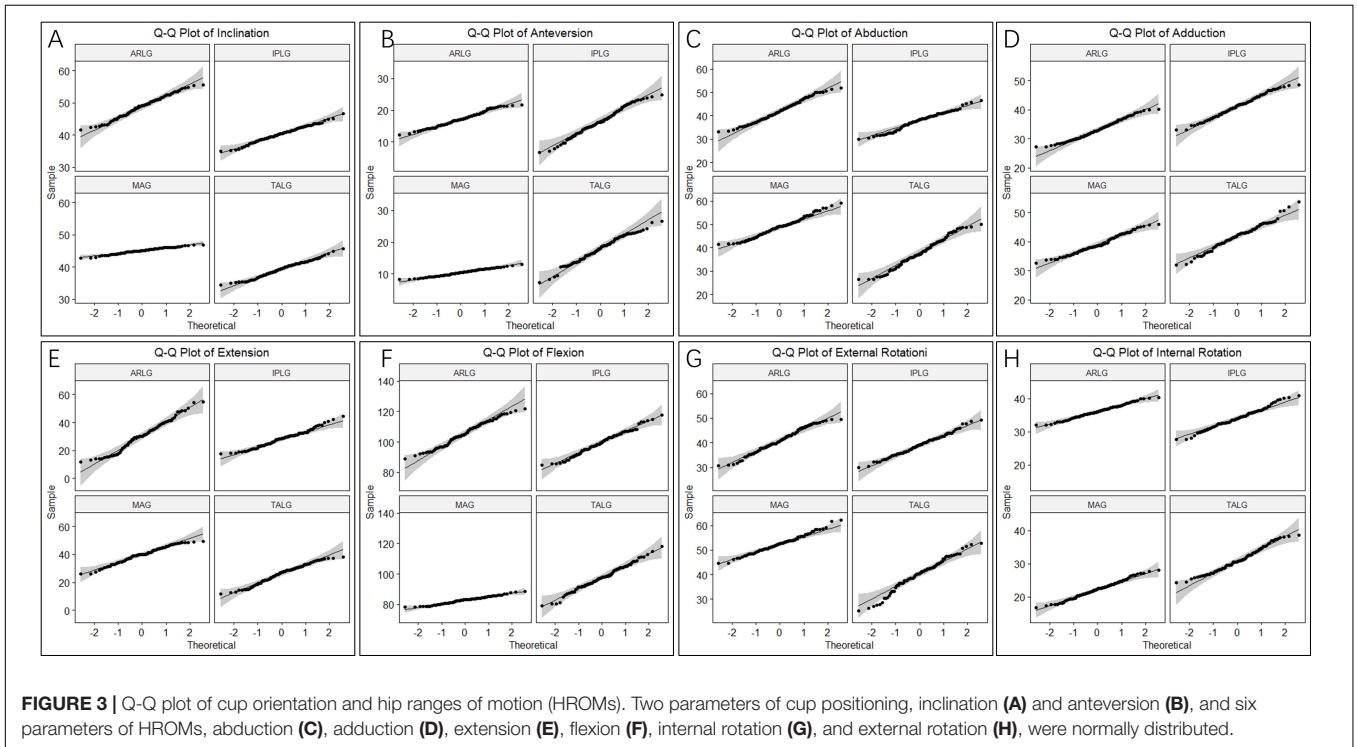 A
Q-Q Plot of Inclination
ARLG IPLG
60
50
40
30
Sample
MAG TALG
60
50
40
30
-2 -1 0 1 2 -2 -1 0 1 2
Theoretical
B
Q-Q Plot of Anteversion
ARLG IPLG
30
20
10
Sample
MAG TALG
30
20
10
-2 -1 0 1 2 -2 -1 0 1 2
Theoretical
C
Q-Q Plot of Abduction
ARLG IPLG
60
50
40
30
20
Sample
MAG TALG
60
50
40
30
20
-2 -1 0 1 2 -2 -1 0 1 2
Theoretical
D
Q-Q Plot of Adduction
ARLG IPLG
50
40
30
20
Sample
MAG TALG
50
40
30
20
-2 -1 0 1 2 -2 -1 0 1 2
Theoretical
E
Q-Q Plot of Extension
ARLG IPLG
60
40
20
0
Sample
MAG TALG
60
40
20
0
-2 -1 0 1 2 -2 -1 0 1 2
Theoretical
F
Q-Q Plot of Flexion
ARLG IPLG
140
120
100
80
Sample
MAG TALG
140
120
100
80
-2 -1 0 1 2 -2 -1 0 1 2
Theoretical
G
Q-Q Plot of External Rotationi
ARLG IPLG
60
50
40
30
Sample
MAG TALG
60
50
40
30
-2 -1 0 1 2 -2 -1 0 1 2
Theoretical
H
Q-Q Plot of Internal Rotation
ARLG IPLG
40
30
20
Sample
MAG TALG
40
30
20
-2 -1 0 1 2 -2 -1 0 1 2
Theoretical
FIGURE 3 | Q-Q plot of cup orientation and hip ranges of motion (HROMs). Two parameters of cup positioning, inclination (A) and anteversion (B), and six
parameters of HROMs, abduction (C), adduction (D), extension (E), flexion (F), internal rotation (G), and external rotation (H), were normally distributed.